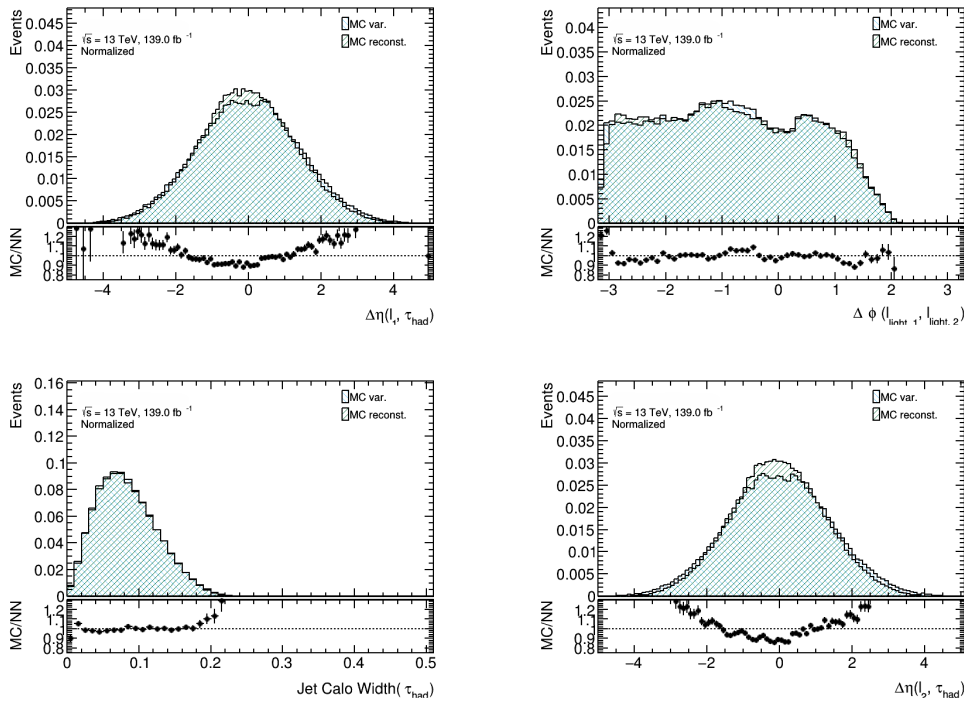 Events
0.045
0.04
0.035
0.03
0.025
0.02
0.015
0.01
0.005
0
√s = 13 TeV, 139.0 fb⁻¹
Normalized
MC var.
MC reconst.
MC/NN
1.2
1.1
1
0.9
0.8
−4 −2 0 2 4
Δη(l₁, τhad)
Events
0.045
0.04
0.035
0.03
0.025
0.02
0.015
0.01
0.005
0
√s = 13 TeV, 139.0 fb⁻¹
Normalized
MC var.
MC reconst.
MC/NN
1.2
1.1
1
0.9
0.8
−3 −2 −1 0 1 2 3
Δ ϕ (llight, 1, llight, 2)
Events
0.16
0.14
0.12
0.1
0.08
0.06
0.04
0.02
0
√s = 13 TeV, 139.0 fb⁻¹
Normalized
MC var.
MC reconst.
MC/NN
1.2
1.1
1
0.9
0.8
0 0.1 0.2 0.3 0.4 0.5
Jet Calo Width( τhad)
Events
0.045
0.04
0.035
0.03
0.025
0.02
0.015
0.01
0.005
0
√s = 13 TeV, 139.0 fb⁻¹
Normalized
MC var.
MC reconst.
MC/NN
1.2
1.1
1
0.9
0.8
−4 −2 0 2 4
Δη(l₂, τhad)